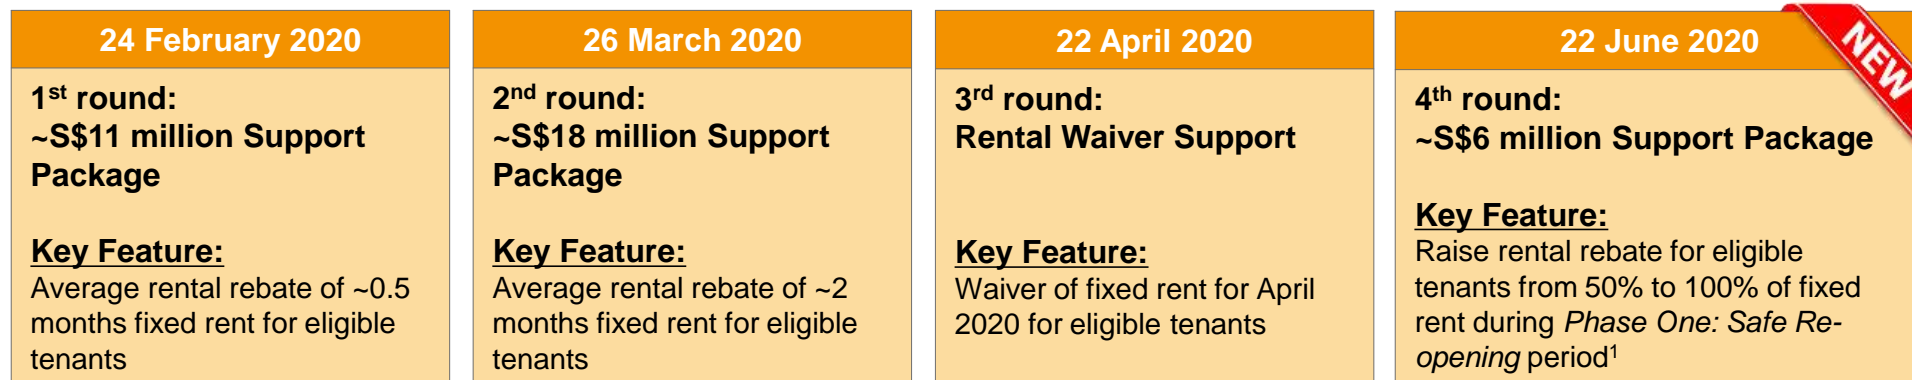 24 February 2020
1st round:
~S$11 million Support
Package
Key Feature:
Average rental rebate of ~0.5
months fixed rent for eligible
tenants
26 March 2020
2nd round:
~S$18 million Support
Package
Key Feature:
Average rental rebate of ~2
months fixed rent for eligible
tenants
22 April 2020
3rd round:
Rental Waiver Support
Key Feature:
Waiver of fixed rent for April
2020 for eligible tenants
22 June 2020
NEW
4th round:
~S$6 million Support Package
Key Feature:
Raise rental rebate for eligible
tenants from 50% to 100% of fixed
rent during Phase One: Safe Re-
opening period1